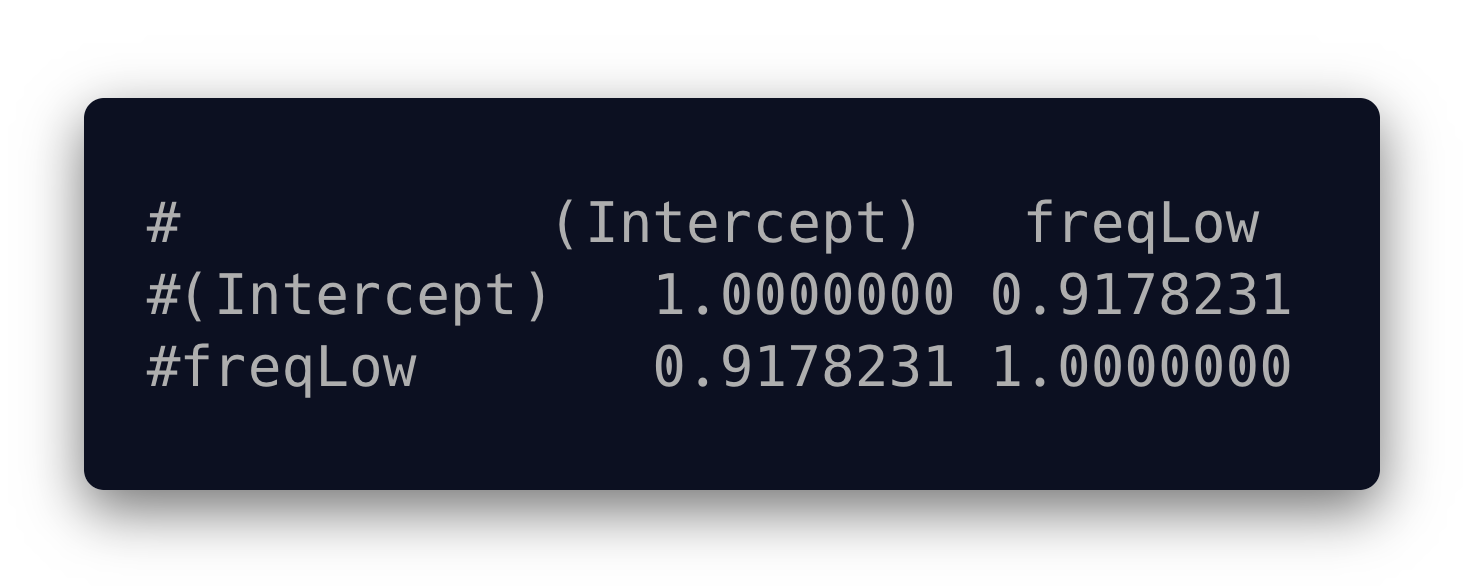 #           (Intercept)   freqLow
#(Intercept)   1.0000000 0.9178231
#freqLow       0.9178231 1.0000000